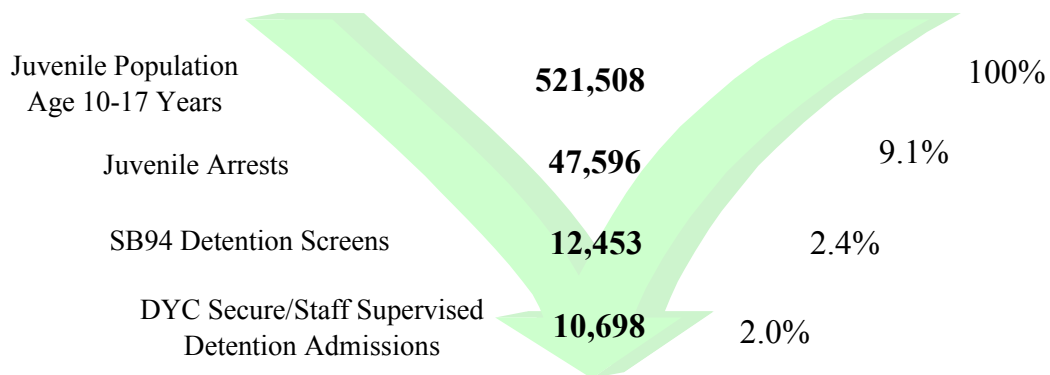 Juvenile Population
Age 10-17 Years
521,508
100%
Juvenile Arrests
47,596
9.1%
SB94 Detention Screens
12,453
2.4%
DYC Secure/Staff Supervised
Detention Admissions
10,698
2.0%